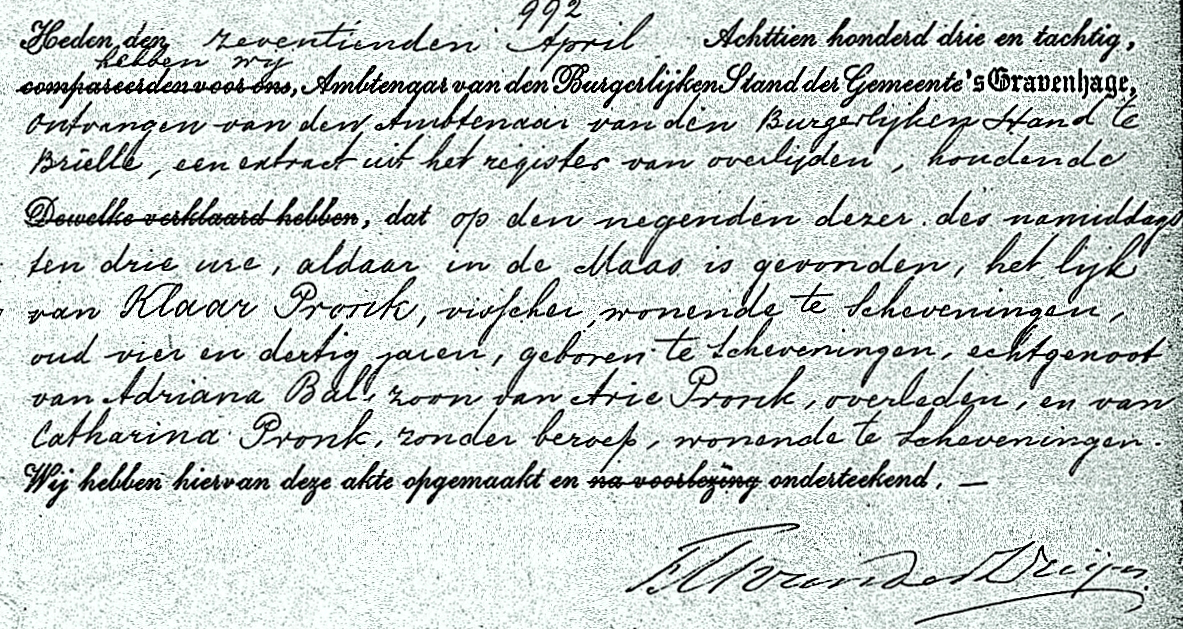 992
Heden den zeventienden April Achttien honderd drie en tachtig,
hebben wy
compareerden voor ons, Ambtenaar van den Burgerlijken Stand der Gemeente 's Gravenhage,
ontvangen van den Ambtenaar van den Burgerlyken Stand te
Brielle, een extract uit het register van overlijden, houdende
Dewelke verklaard hebben, dat op den negenden dezer des namiddags
ten drie ure, aldaar in de Maas is gevonden, het lyk
van Klaar Pronk, visscher, wonende te Scheveningen,
oud vier en dertig jaren, geboren te Scheveningen, echtgenoot
van Adriana Bal, zoon van Arie Pronk, overleden, en van
Catharina Pronk, zonder beroep, wonende te Scheveningen.
Wij hebben hiervan deze akte opgemaakt en na voorlezing onderteekend. —